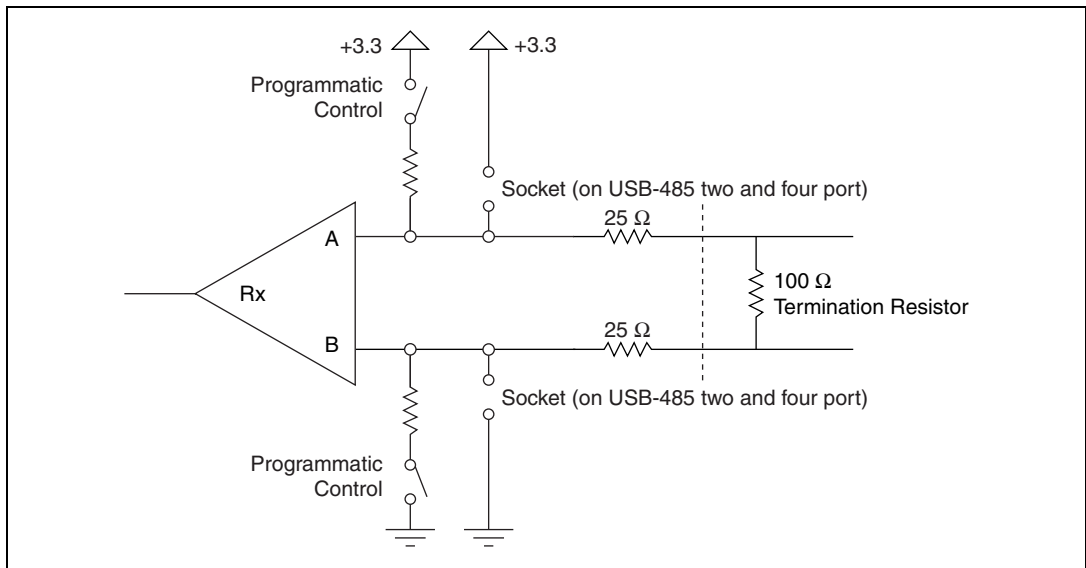 +3.3
+3.3
Programmatic
Control
Socket (on USB-485 two and four port)
25 Ω
A
Rx
100 Ω
Termination Resistor
25 Ω
B
Socket (on USB-485 two and four port)
Programmatic
Control